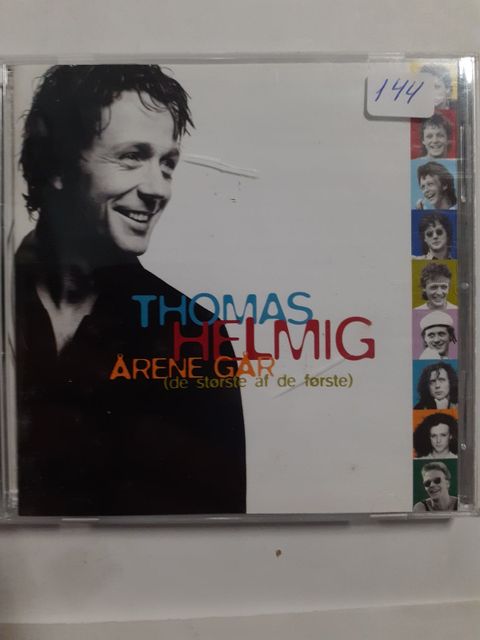 144
THOMAS
HELMIG
ÅRENE GÅR
(de største af de første)